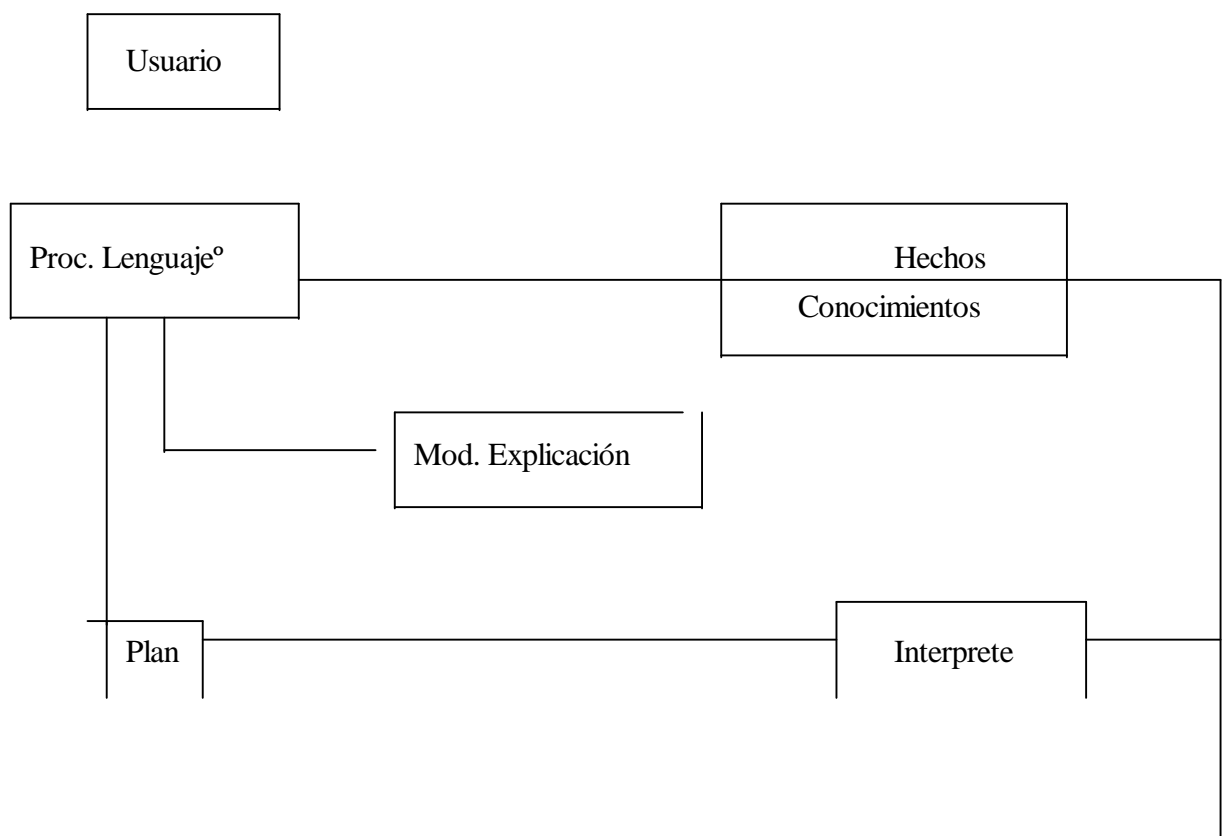 Usuario
Proc. Lenguajeº
Hechos
Conocimientos
Mod. Explicación
Plan
Interprete